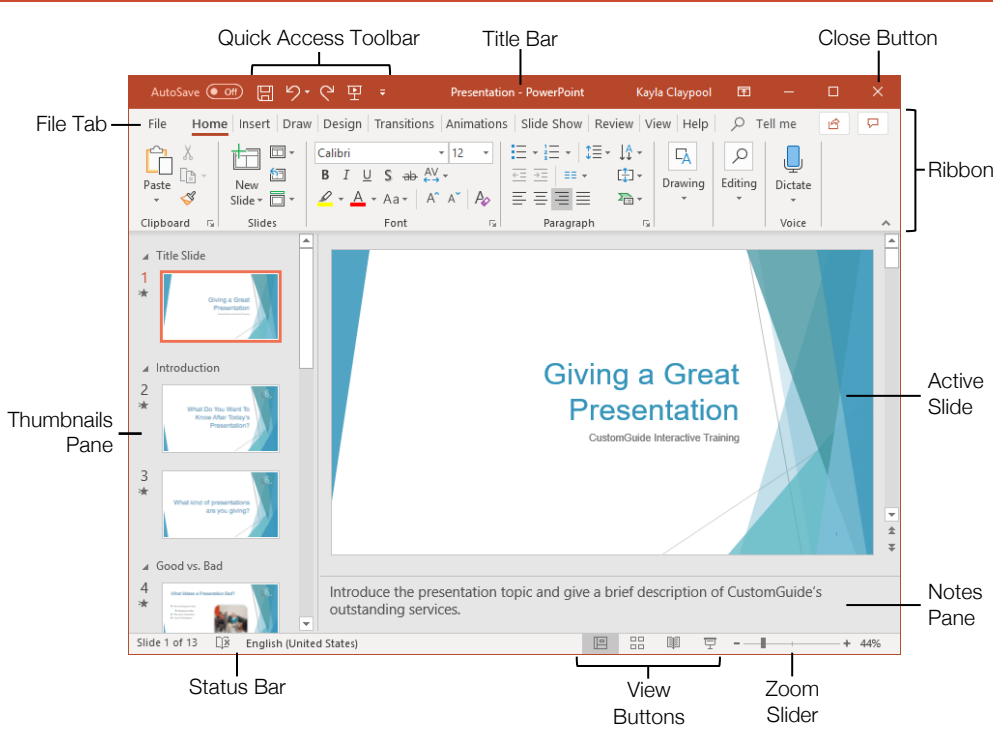 Quick Access Toolbar
Title Bar
Close Button
AutoSave Off
Presentation - PowerPoint
Kayla Claypool
File Tab
File Home Insert Draw Design Transitions Animations Slide Show Review View Help Tell me
Ribbon
Calibri 12
Paste
New
Slide
B I U S ab AV
Aa A A
Drawing
Editing
Dictate
Clipboard Slides Font Paragraph Voice
Title Slide
1
Giving a Great
Presentation
Introduction
2
What Do You Want To
Know After Today's
Presentation?
3
What kind of presentations
are you giving?
Good vs. Bad
4
What Makes a Presentation Bad?
Thumbnails
Pane
Giving a Great
Presentation
CustomGuide Interactive Training
Active
Slide
Introduce the presentation topic and give a brief description of CustomGuide's
outstanding services.
Notes
Pane
Slide 1 of 13 English (United States) 44%
Status Bar
View
Buttons
Zoom
Slider